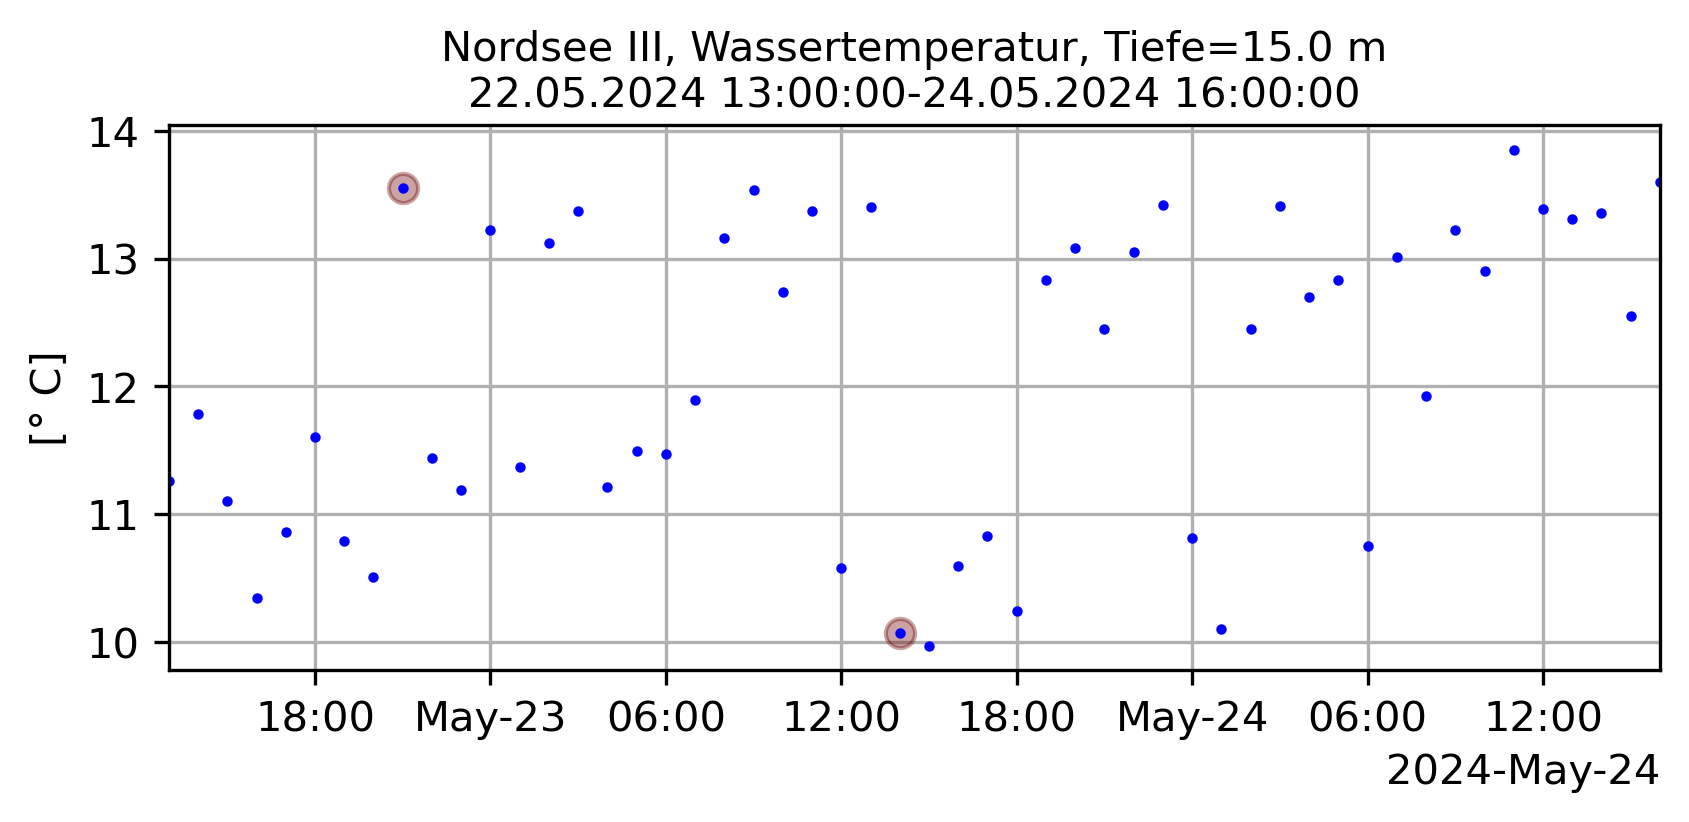 Nordsee III, Wassertemperatur, Tiefe=15.0 m
22.05.2024 13:00:00-24.05.2024 16:00:00
14
13
12
11
10
[° C]
18:00 May-23 06:00 12:00 18:00 May-24 06:00 12:00
2024-May-24